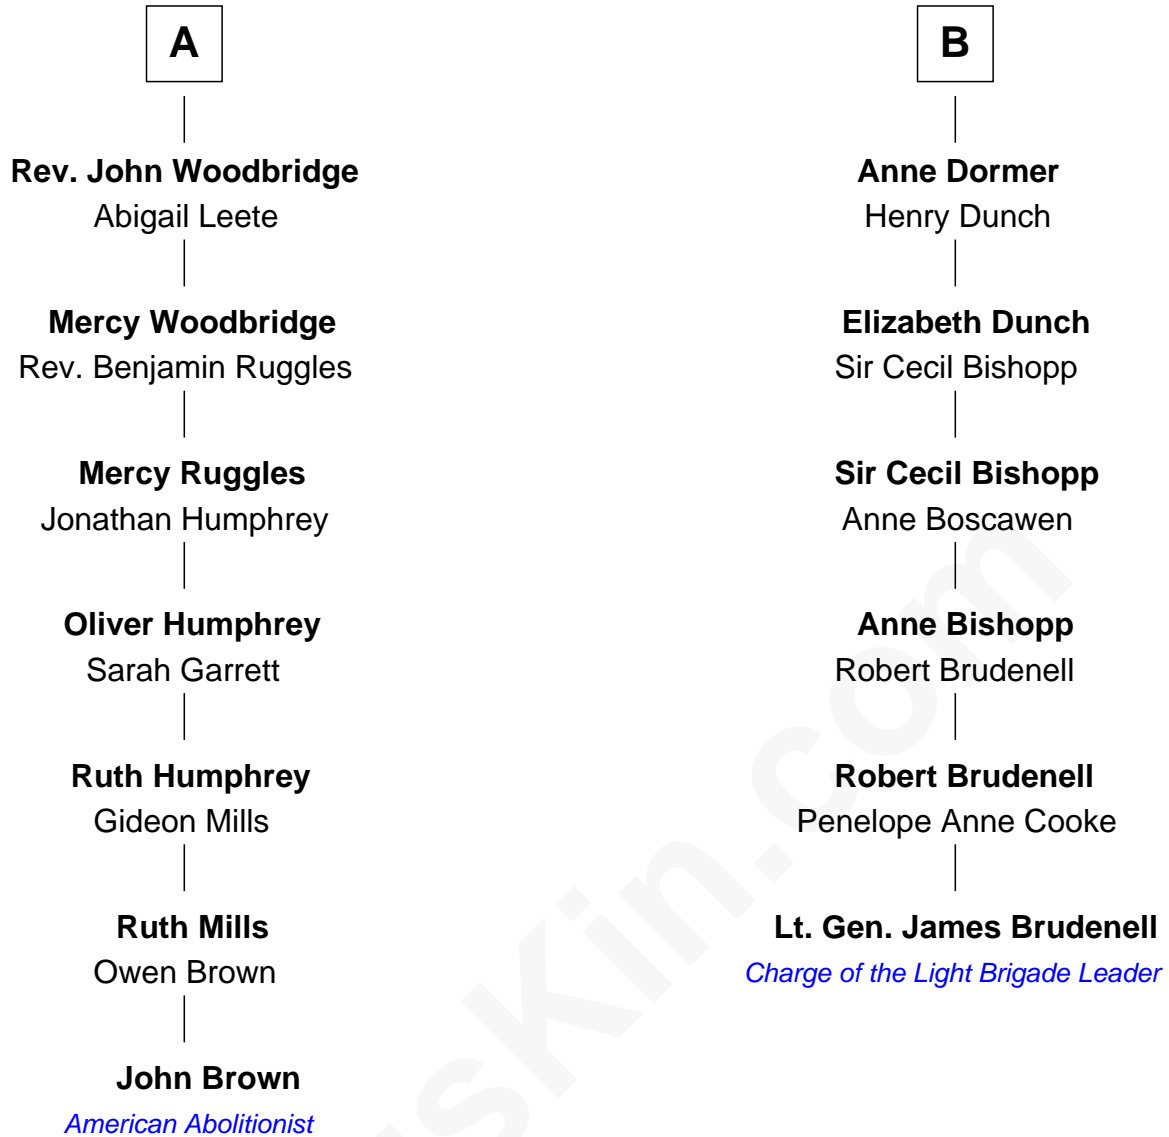 A
Rev. John Woodbridge
Abigail Leete
Mercy Woodbridge
Rev. Benjamin Ruggles
Mercy Ruggles
Jonathan Humphrey
Oliver Humphrey
Sarah Garrett
Ruth Humphrey
Gideon Mills
Ruth Mills
Owen Brown
John Brown
American Abolitionist
B
Anne Dormer
Henry Dunch
Elizabeth Dunch
Sir Cecil Bishopp
Sir Cecil Bishopp
Anne Boscawen
Anne Bishopp
Robert Brudenell
Robert Brudenell
Penelope Anne Cooke
Lt. Gen. James Brudenell
Charge of the Light Brigade Leader
sKin.com